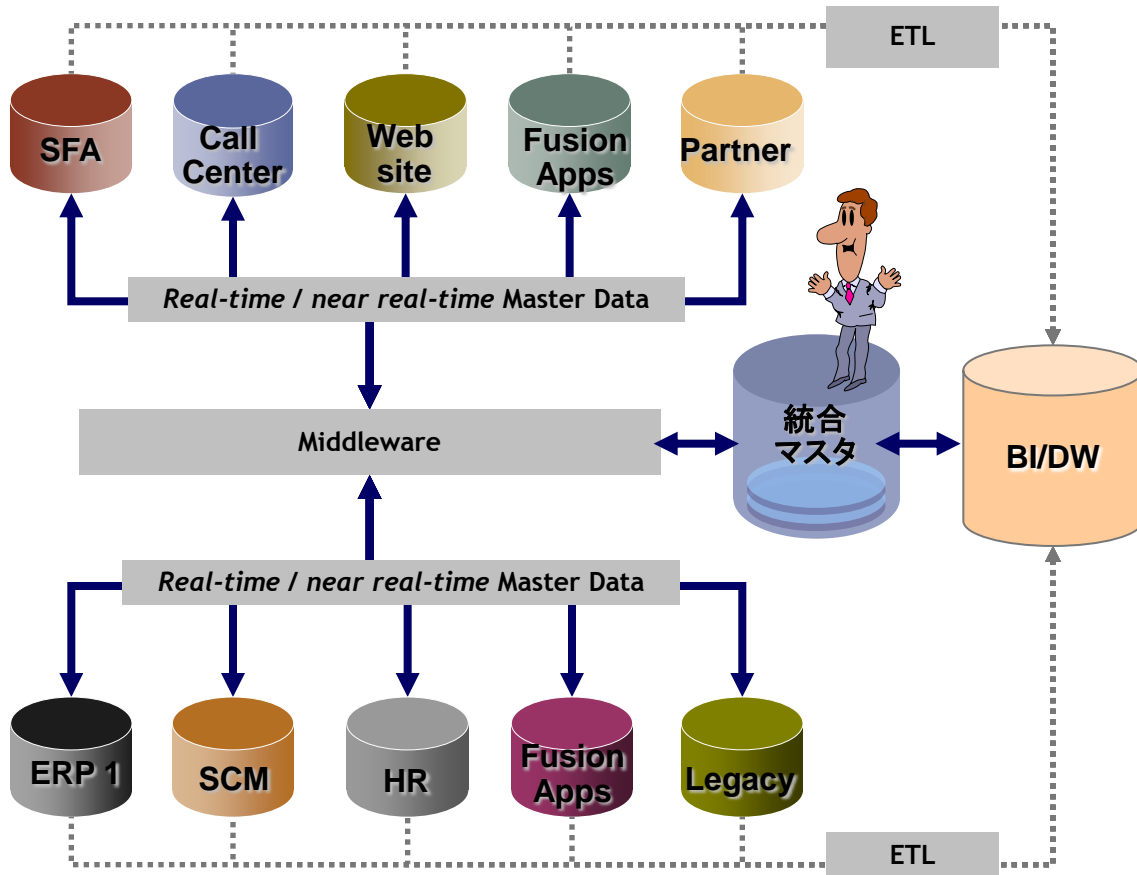 ETL
SFA
Call
Center
Web
site
Fusion
Apps
Partner
Real-time / near real-time Master Data
Middleware
統合
マスタ
BI/DW
Real-time / near real-time Master Data
ERP 1
SCM
HR
Fusion
Apps
Legacy
ETL